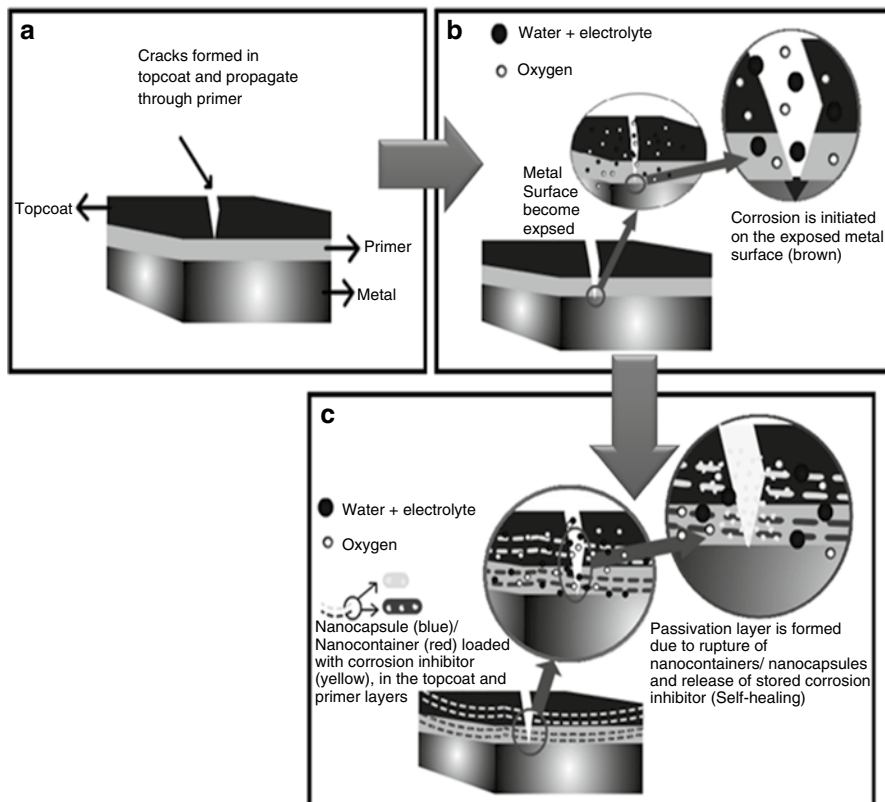 a
Cracks formed in
topcoat and propagate
through primer
Topcoat
Primer
Metal
b
Water + electrolyte
Oxygen
Metal
Surface
become
expsed
Corrosion is initiated
on the exposed metal
surface (brown)
c
Water + electrolyte
Oxygen
Nanocapsule (blue)/
Nanocontainer (red) loaded
with corrosion inhibitor
(yellow), in the topcoat and
primer layers
Passivation layer is formed
due to rupture of
nanocontainers/ nanocapsules
and release of stored corrosion
inhibitor (Self-healing)